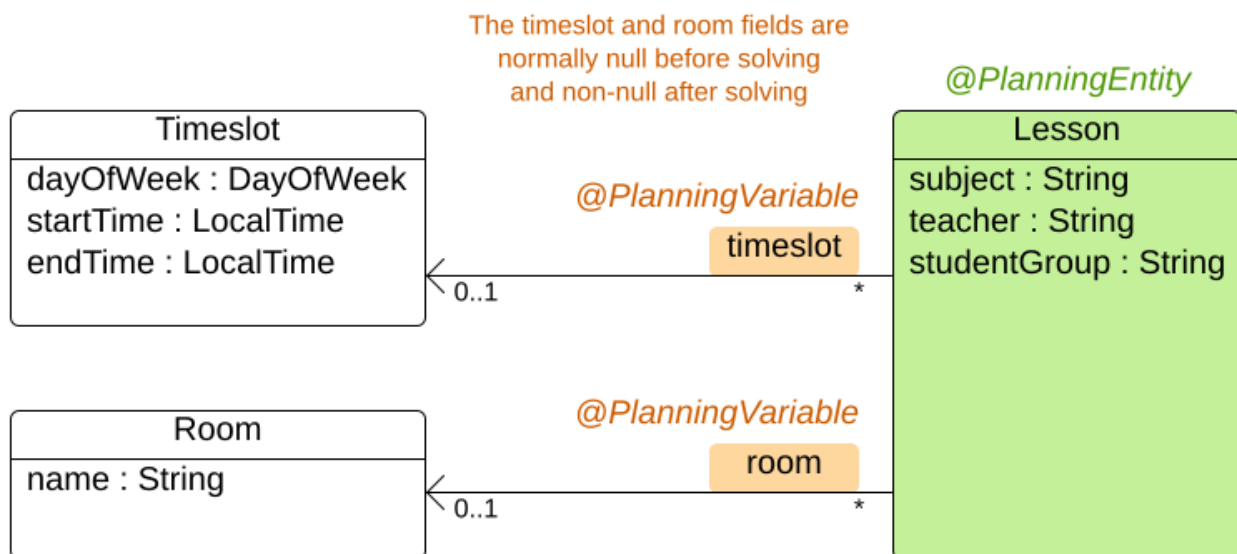 The timeslot and room fields are
normally null before solving
and non-null after solving
@PlanningEntity
Timeslot
dayOfWeek : DayOfWeek
startTime : LocalTime
endTime : LocalTime
@PlanningVariable
timeslot
0..1
*
Lesson
subject : String
teacher : String
studentGroup : String
Room
name : String
@PlanningVariable
room
0..1
*